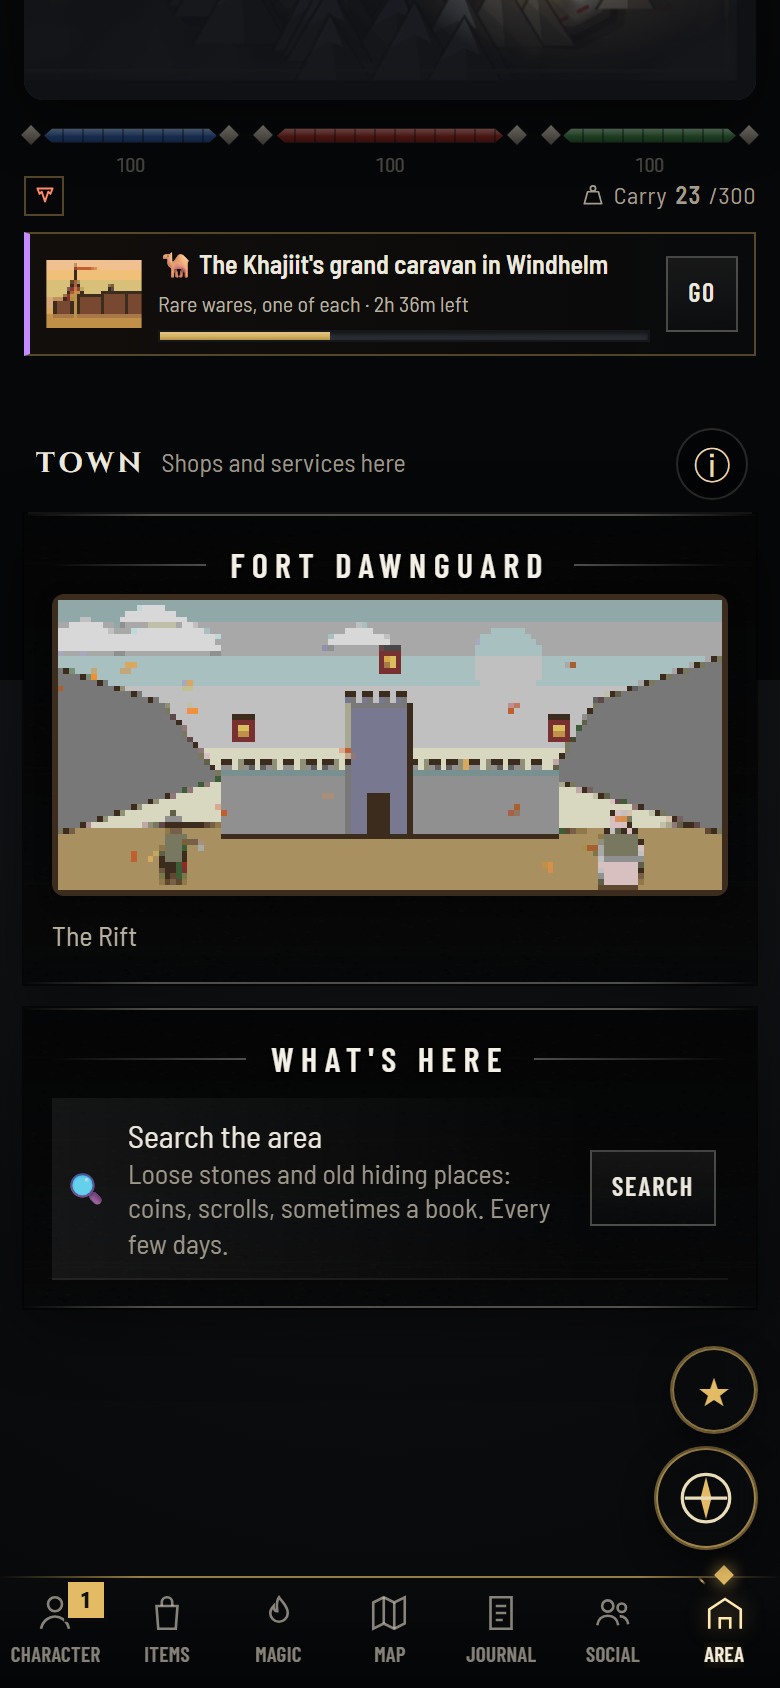 100 100 100
Carry 23 /300
The Khajiit's grand caravan in Windhelm
Rare wares, one of each · 2h 36m left
GO
TOWN Shops and services here
FORT DAWNGUARD
The Rift
WHAT'S HERE
Search the area
Loose stones and old hiding places:
coins, scrolls, sometimes a book. Every
few days.
SEARCH
1
CHARACTER ITEMS MAGIC MAP JOURNAL SOCIAL AREA